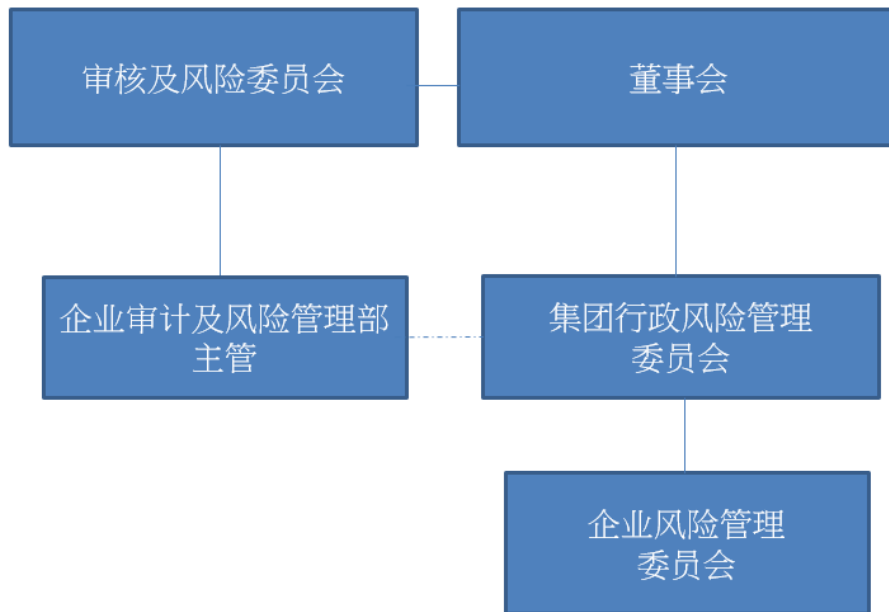 审核及风险委员会
董事会
企业审计及风险管理部
主管
集团行政风险管理
委员会
企业风险管理
委员会